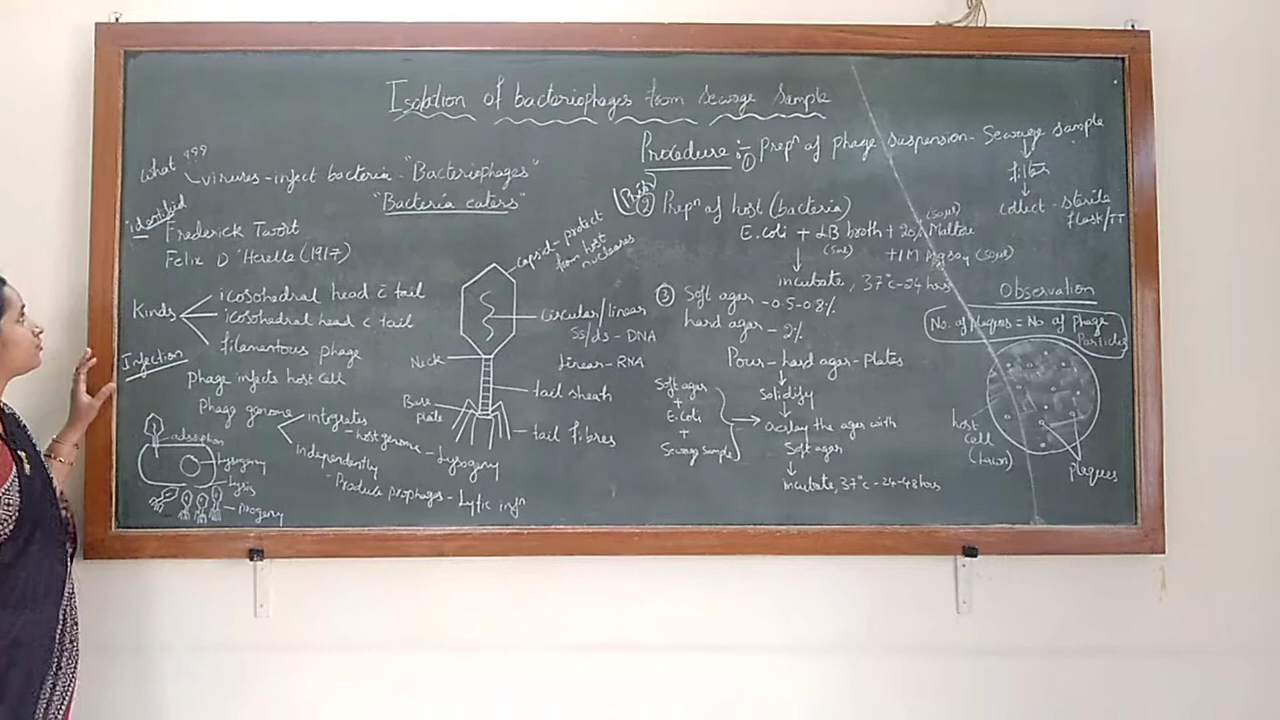 Isolation of bacteriophages from Sewage Sample
What ???
viruses - infect bacteria - "Bacteriophages"
"Bacteria eaters"
identified
Frederick Twort
Felix D'Herelle (1917)
Kinds
icosohedral head c̄ tail
icosohedral head c tail
filamentous phage
Infection
Phage infects host cell
Phage genome
integrates
- host genome - Lysogeny
Independently
- Produce prophages - Lytic infⁿ
adsorption
Lysogeny
Lysis
Progeny
capsid - protect
from host
nucleases
circular/linear
ss/ds - DNA
linear - RNA
Neck
tail sheath
Base
plate
tail fibres
Procedure :- ① Prepⁿ of phage suspension - Sewage sample
↓
filter
↓
collect - sterile
flask/TT
② Prepⁿ of host (bacteria)
E.coli + LB broth + 20% Maltose
(5ml) (50µl)
+ 1M MgSO4 (50µl)
↓
incubate, 37°c - 24 hrs
③ Soft agar - 0.5-0.8%
hard agar - 2%
Pour - hard agar - Plates
↓
Solidify
↓
Overlay the agar with
Soft agar
↓
incubate, 37°c - 24-48 hrs
Soft agar
+
E.coli
+
Sewage Sample
Observation
No. of plaques = No of phage
Particles
host
cell
(Lawn)
plaques